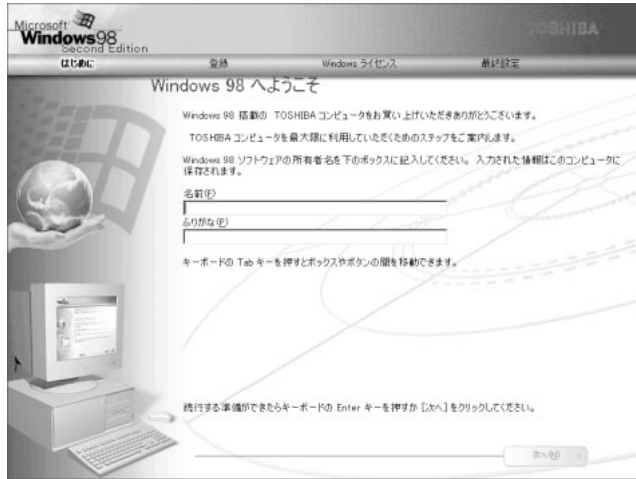 Microsoft
Windows98
Second Edition
TOSHIBA
はじめに 登録 Windows ライセンス 最終設定
Windows 98 へようこそ
Windows 98 搭載の TOSHIBA コンピュータをお買い上げいただきありがとうございます。
TOSHIBA コンピュータを最大限に利用していただくためのステップをご案内します。
Windows 98 ソフトウェアの所有者名を下のボックスに記入してください。 入力された情報はこのコンピュータに
保存されます。
名前(F)
ふりがな(P)
キーボードの Tab キーを押すとボックスやボタンの間を移動できます。
続行する準備ができたらキーボードの Enter キーを押すか [次へ] をクリックしてください。
次へ(N)